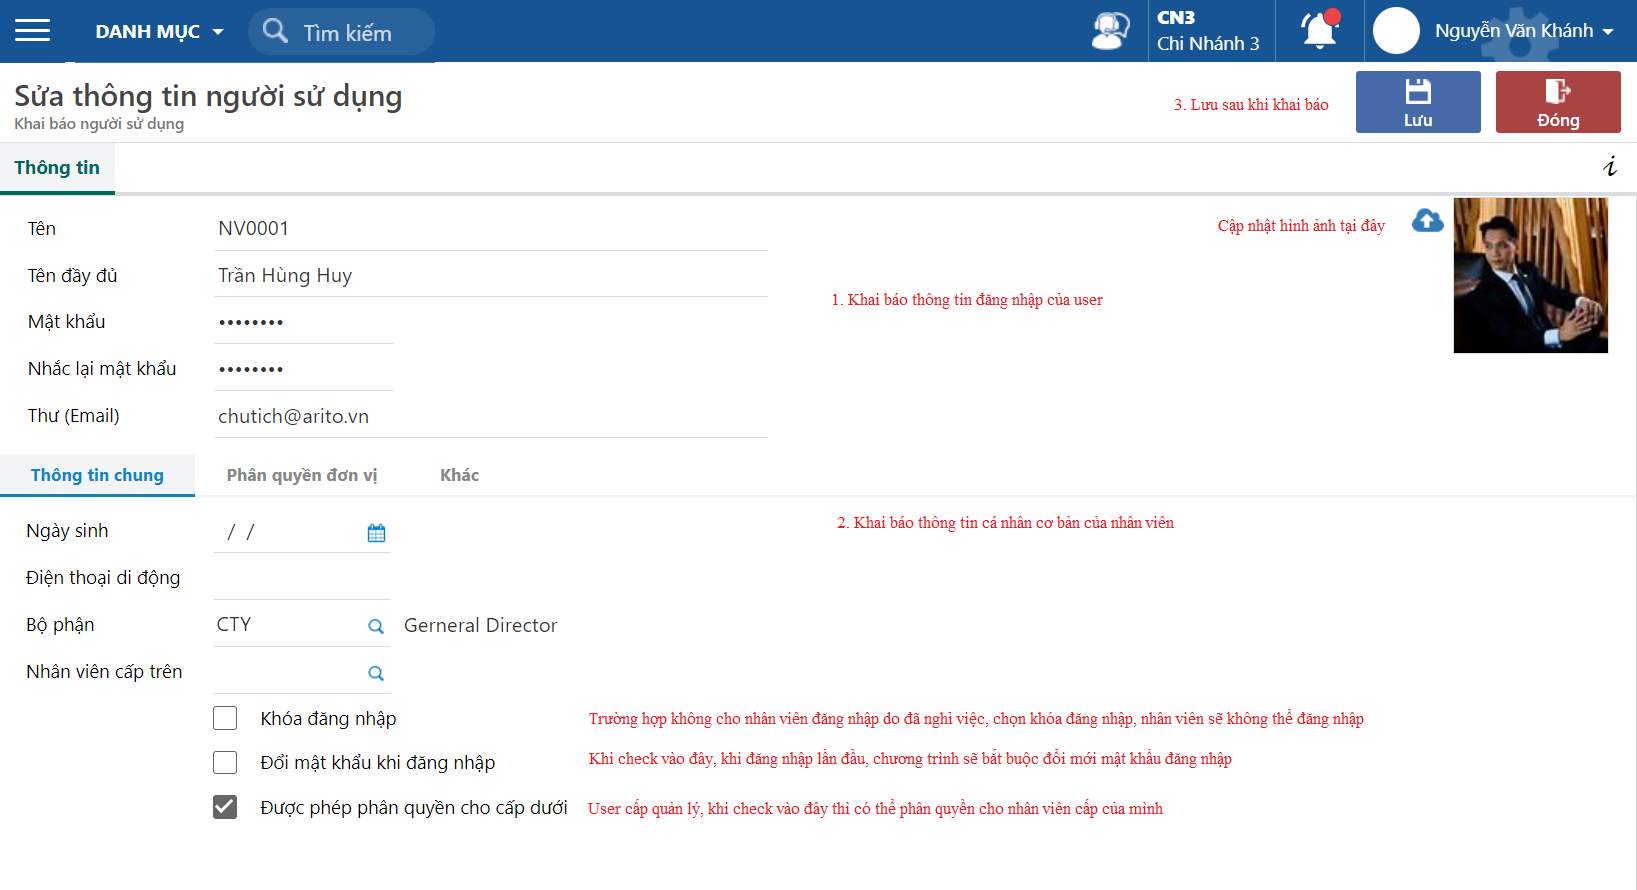 DANH MỤC
Tìm kiếm
CN3
Chi Nhánh 3
Nguyễn Văn Khánh
Sửa thông tin người sử dụng
Khai báo người sử dụng
3. Lưu sau khi khai báo
Lưu
Đóng
Thông tin
i
Tên NV0001
Cập nhật hình ảnh tại đây
Tên đầy đủ Trần Hùng Huy
1. Khai báo thông tin đăng nhập của user
Mật khẩu ••••••••
Nhắc lại mật khẩu ••••••••
Thư (Email) chutich@arito.vn
Thông tin chung Phân quyền đơn vị Khác
Ngày sinh / /
2. Khai báo thông tin cá nhân cơ bản của nhân viên
Điện thoại di động
Bộ phận CTY Gerneral Director
Nhân viên cấp trên
Khóa đăng nhập Trường hợp không cho nhân viên đăng nhập do đã nghỉ việc, chọn khóa đăng nhập, nhân viên sẽ không thể đăng nhập
Đổi mật khẩu khi đăng nhập Khi check vào đây, khi đăng nhập lần đầu, chương trình sẽ bắt buộc đổi mới mật khẩu đăng nhập
Được phép phân quyền cho cấp dưới User cấp quản lý, khi check vào đây thì có thể phân quyền cho nhân viên cấp của mình